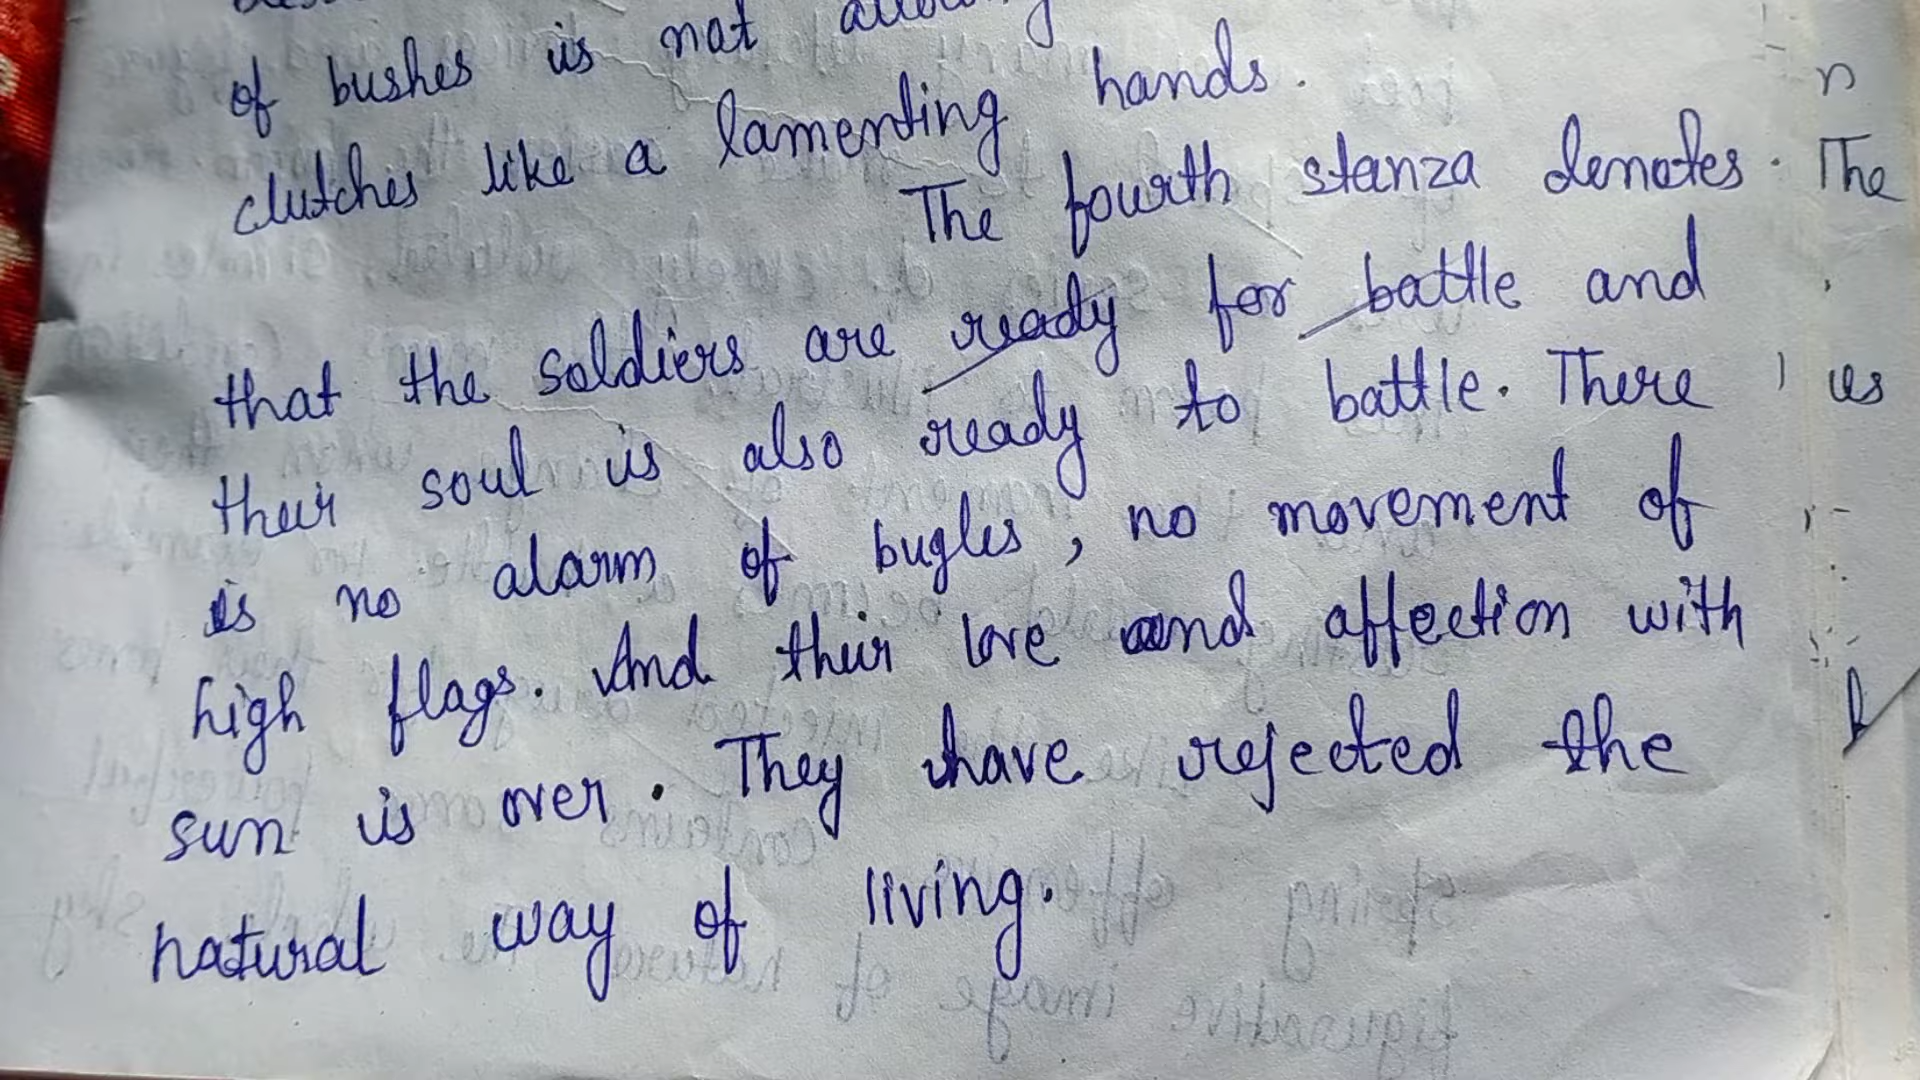 of bushes is not
clutches like a lamenting hands.
The fourth stanza denotes. The
that the soldiers are ready for battle and
their soul is also ready to battle. There
is no alarm of bugles, no movement of
high flags. And their love and affection with
sun is over. They have rejected the
natural way of living.